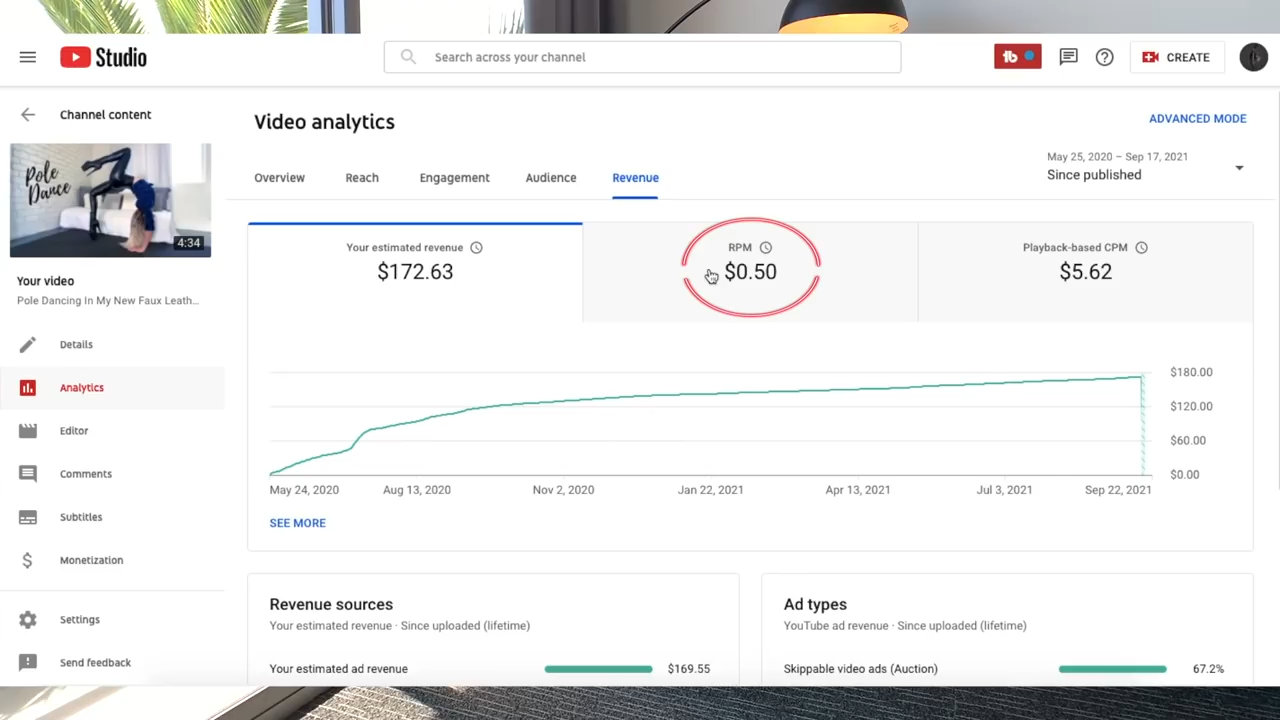 Studio
Search across your channel
CREATE
Channel content
Pole
Dance
4:34
Your video
Pole Dancing In My New Faux Leath...
Details
Analytics
Editor
Comments
Subtitles
Monetization
Settings
Send feedback
Video analytics
ADVANCED MODE
May 25, 2020 – Sep 17, 2021
Since published
Overview
Reach
Engagement
Audience
Revenue
Your estimated revenue
$172.63
RPM
$0.50
Playback-based CPM
$5.62
$180.00
$120.00
$60.00
$0.00
May 24, 2020
Aug 13, 2020
Nov 2, 2020
Jan 22, 2021
Apr 13, 2021
Jul 3, 2021
Sep 22, 2021
SEE MORE
Revenue sources
Your estimated revenue · Since uploaded (lifetime)
Your estimated ad revenue
$169.55
Ad types
YouTube ad revenue · Since uploaded (lifetime)
Skippable video ads (Auction)
67.2%